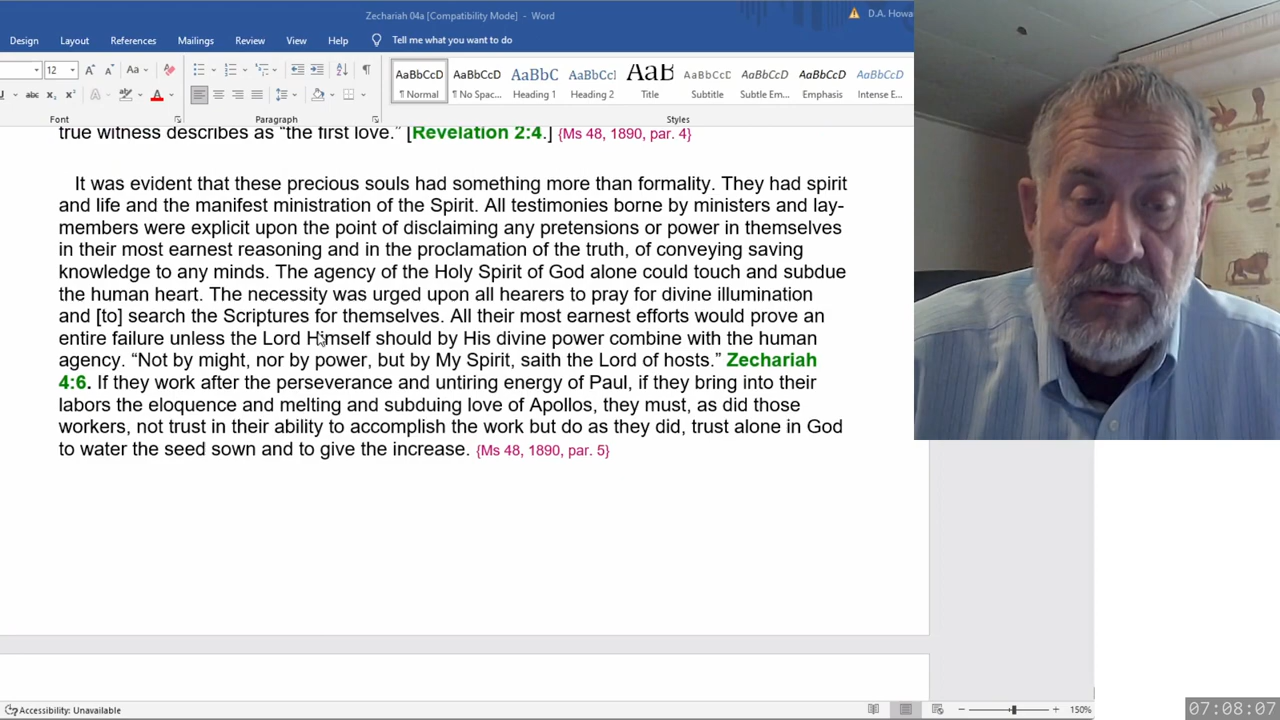 Zechariah 04a [Compatibility Mode] - Word
D.A. Howa
Design Layout References Mailings Review View Help Tell me what you want to do
12 Aa
abc x₂ x² A A
AaBbCcD AaBbCcD AaBbC AaBbCcI AaB AaBbCcD AaBbCcD AaBbCcD AaBbCcD
¶ Normal ¶ No Spac... Heading 1 Heading 2 Title Subtitle Subtle Em... Emphasis Intense E...
Font Paragraph Styles
true witness describes as “the first love.” [Revelation 2:4.] {Ms 48, 1890, par. 4}
It was evident that these precious souls had something more than formality. They had spirit
and life and the manifest ministration of the Spirit. All testimonies borne by ministers and lay-
members were explicit upon the point of disclaiming any pretensions or power in themselves
in their most earnest reasoning and in the proclamation of the truth, of conveying saving
knowledge to any minds. The agency of the Holy Spirit of God alone could touch and subdue
the human heart. The necessity was urged upon all hearers to pray for divine illumination
and [to] search the Scriptures for themselves. All their most earnest efforts would prove an
entire failure unless the Lord Himself should by His divine power combine with the human
agency. “Not by might, nor by power, but by My Spirit, saith the Lord of hosts.” Zechariah
4:6. If they work after the perseverance and untiring energy of Paul, if they bring into their
labors the eloquence and melting and subduing love of Apollos, they must, as did those
workers, not trust in their ability to accomplish the work but do as they did, trust alone in God
to water the seed sown and to give the increase. {Ms 48, 1890, par. 5}
Accessibility: Unavailable
150%
07:08:07